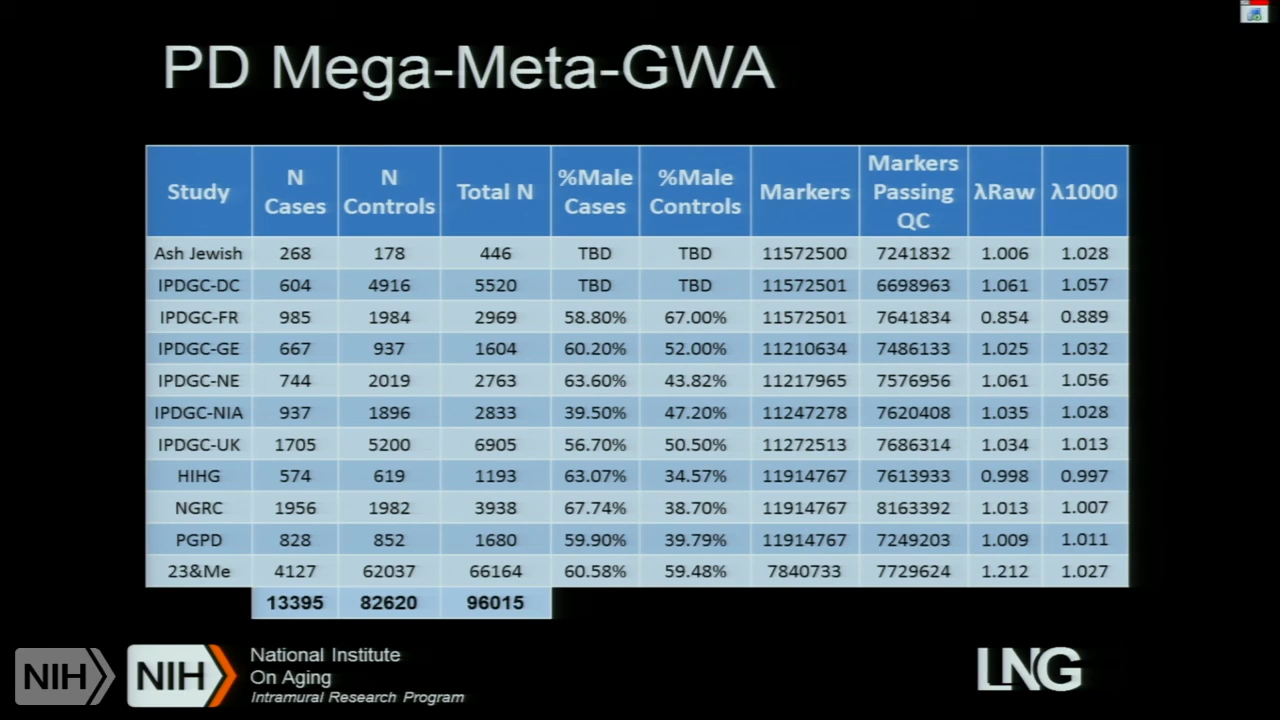 PD Mega-Meta-GWA
Study N Cases N Controls Total N %Male Cases %Male Controls Markers Markers Passing QC λRaw λ1000
Ash Jewish 268 178 446 TBD TBD 11572500 7241832 1.006 1.028
IPDGC-DC 604 4916 5520 TBD TBD 11572501 6698963 1.061 1.057
IPDGC-FR 985 1984 2969 58.80% 67.00% 11572501 7641834 0.854 0.889
IPDGC-GE 667 937 1604 60.20% 52.00% 11210634 7486133 1.025 1.032
IPDGC-NE 744 2019 2763 63.60% 43.82% 11217965 7576956 1.061 1.056
IPDGC-NIA 937 1896 2833 39.50% 47.20% 11247278 7620408 1.035 1.028
IPDGC-UK 1705 5200 6905 56.70% 50.50% 11272513 7686314 1.034 1.013
HIHG 574 619 1193 63.07% 34.57% 11914767 7613933 0.998 0.997
NGRC 1956 1982 3938 67.74% 38.70% 11914767 8163392 1.013 1.007
PGPD 828 852 1680 59.90% 39.79% 11914767 7249203 1.009 1.011
23&Me 4127 62037 66164 60.58% 59.48% 7840733 7729624 1.212 1.027
13395 82620 96015
NIH
NIH
National Institute
On Aging
Intramural Research Program
LNG